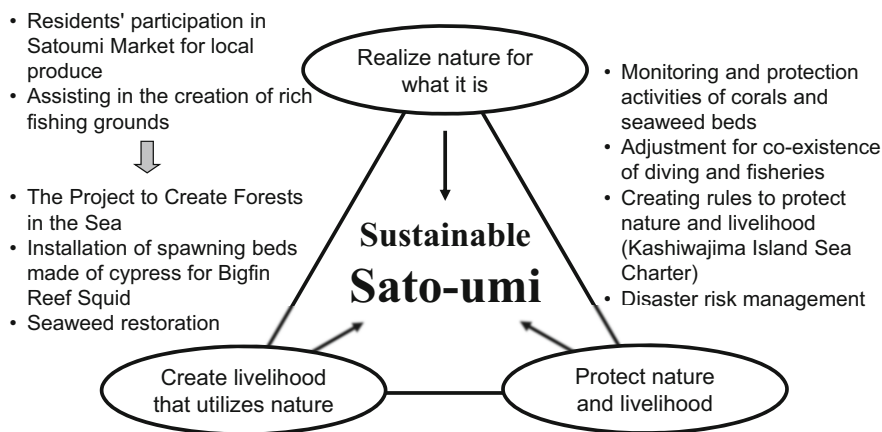 • Residents' participation in
Satoumi Market for local
produce
• Assisting in the creation of rich
fishing grounds
• The Project to Create Forests
in the Sea
• Installation of spawning beds
made of cypress for Bigfin
Reef Squid
• Seaweed restoration
Realize nature for
what it is
• Monitoring and protection
activities of corals and
seaweed beds
• Adjustment for co-existence
of diving and fisheries
• Creating rules to protect
nature and livelihood
(Kashiwajima Island Sea
Charter)
• Disaster risk management
Sustainable
Sato-umi
Create livelihood
that utilizes nature
Protect nature
and livelihood